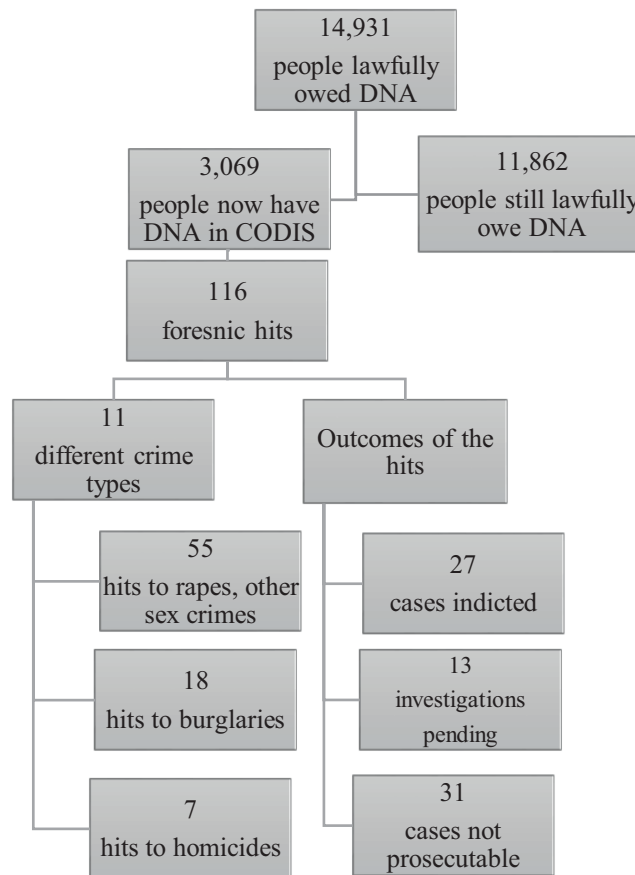 14,931
people lawfully
owed DNA
3,069
people now have
DNA in CODIS
11,862
people still lawfully
owe DNA
116
foresnic hits
11
different crime
types
Outcomes of the
hits
55
hits to rapes, other
sex crimes
27
cases indicted
18
hits to burglaries
13
investigations
pending
7
hits to homicides
31
cases not
prosecutable